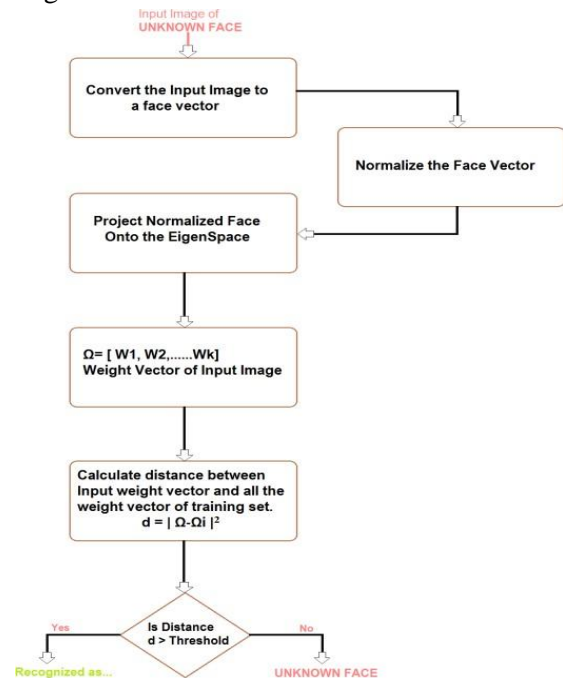 Input Image of
UNKNOWN FACE
Convert the Input Image to
a face vector
Normalize the Face Vector
Project Normalized Face
Onto the EigenSpace
Ω= [ W1, W2,......Wk]
Weight Vector of Input Image
Calculate distance between
Input weight vector and all the
weight vector of training set.
d = | Ω-Ωi |²
Is Distance
d > Threshold
Yes
No
Recognized as...
UNKNOWN FACE